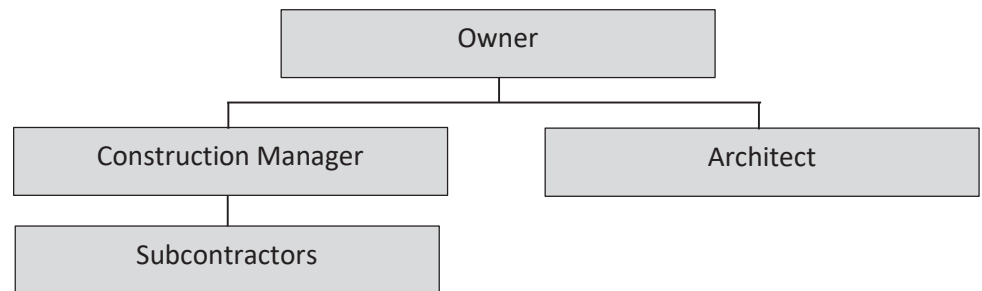 Owner
Construction Manager
Architect
Subcontractors